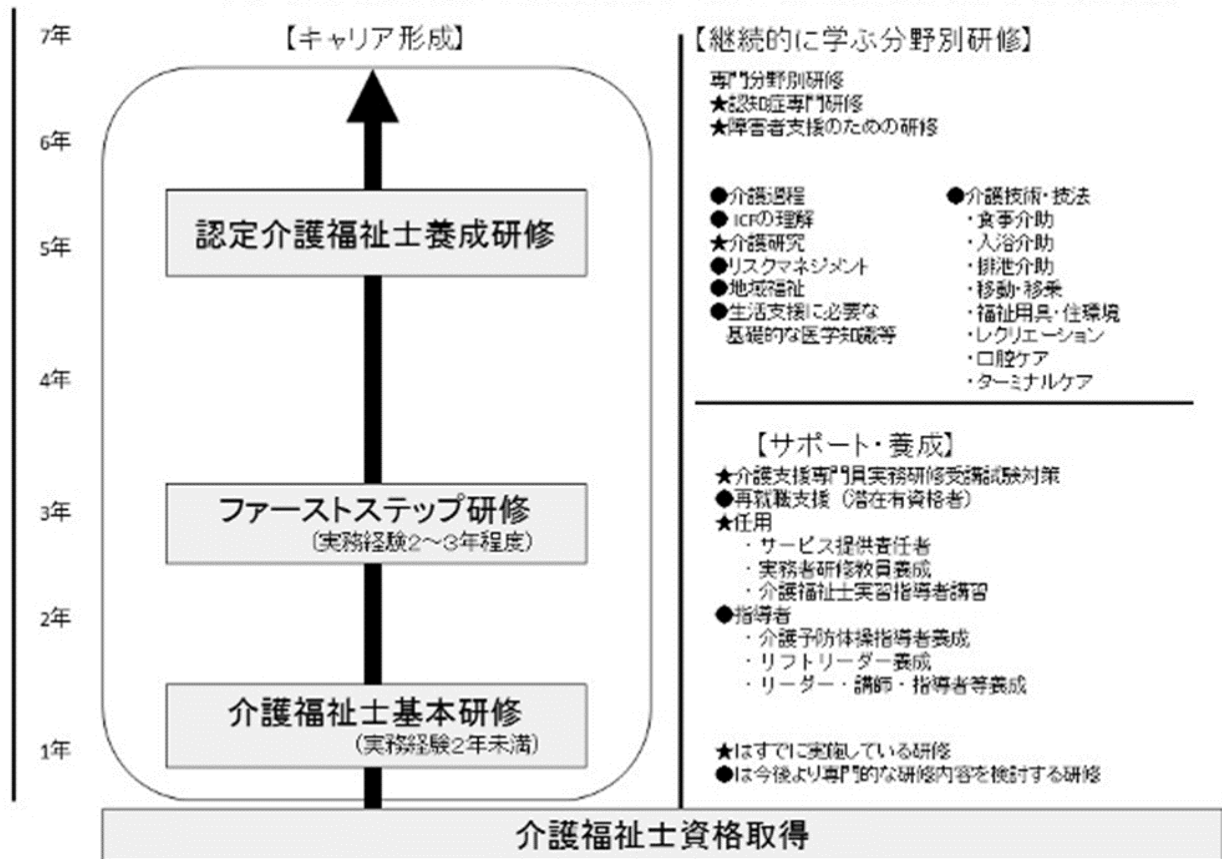 7年
6年
5年
4年
3年
2年
1年
【キャリア形成】
認定介護福祉士養成研修
ファーストステップ研修
(実務経験2~3年程度)
介護福祉士基本研修
(実務経験2年未満)
【継続的に学ぶ分野別研修】
専門分野別研修
★認知症専門研修
★障害者支援のための研修
●介護過程
●ICFの理解
★介護研究
●リスクマネジメント
●地域福祉
●生活支援に必要な
基礎的な医学知識等
●介護技術・技法
・食事介助
・入浴介助
・排泄介助
・移動・移乗
・福祉用具・住環境
・レクリエーション
・口腔ケア
・ターミナルケア
【サポート・養成】
★介護支援専門員実務研修受講試験対策
●再就職支援(潜在有資格者)
★任用
・サービス提供責任者
・実務者研修教員養成
・介護福祉士実習指導者講習
●指導者
・介護予防体操指導者養成
・リフトリーダー養成
・リーダー・講師・指導者等養成
★はすでに実施している研修
●は今後より専門的な研修内容を検討する研修
介護福祉士資格取得